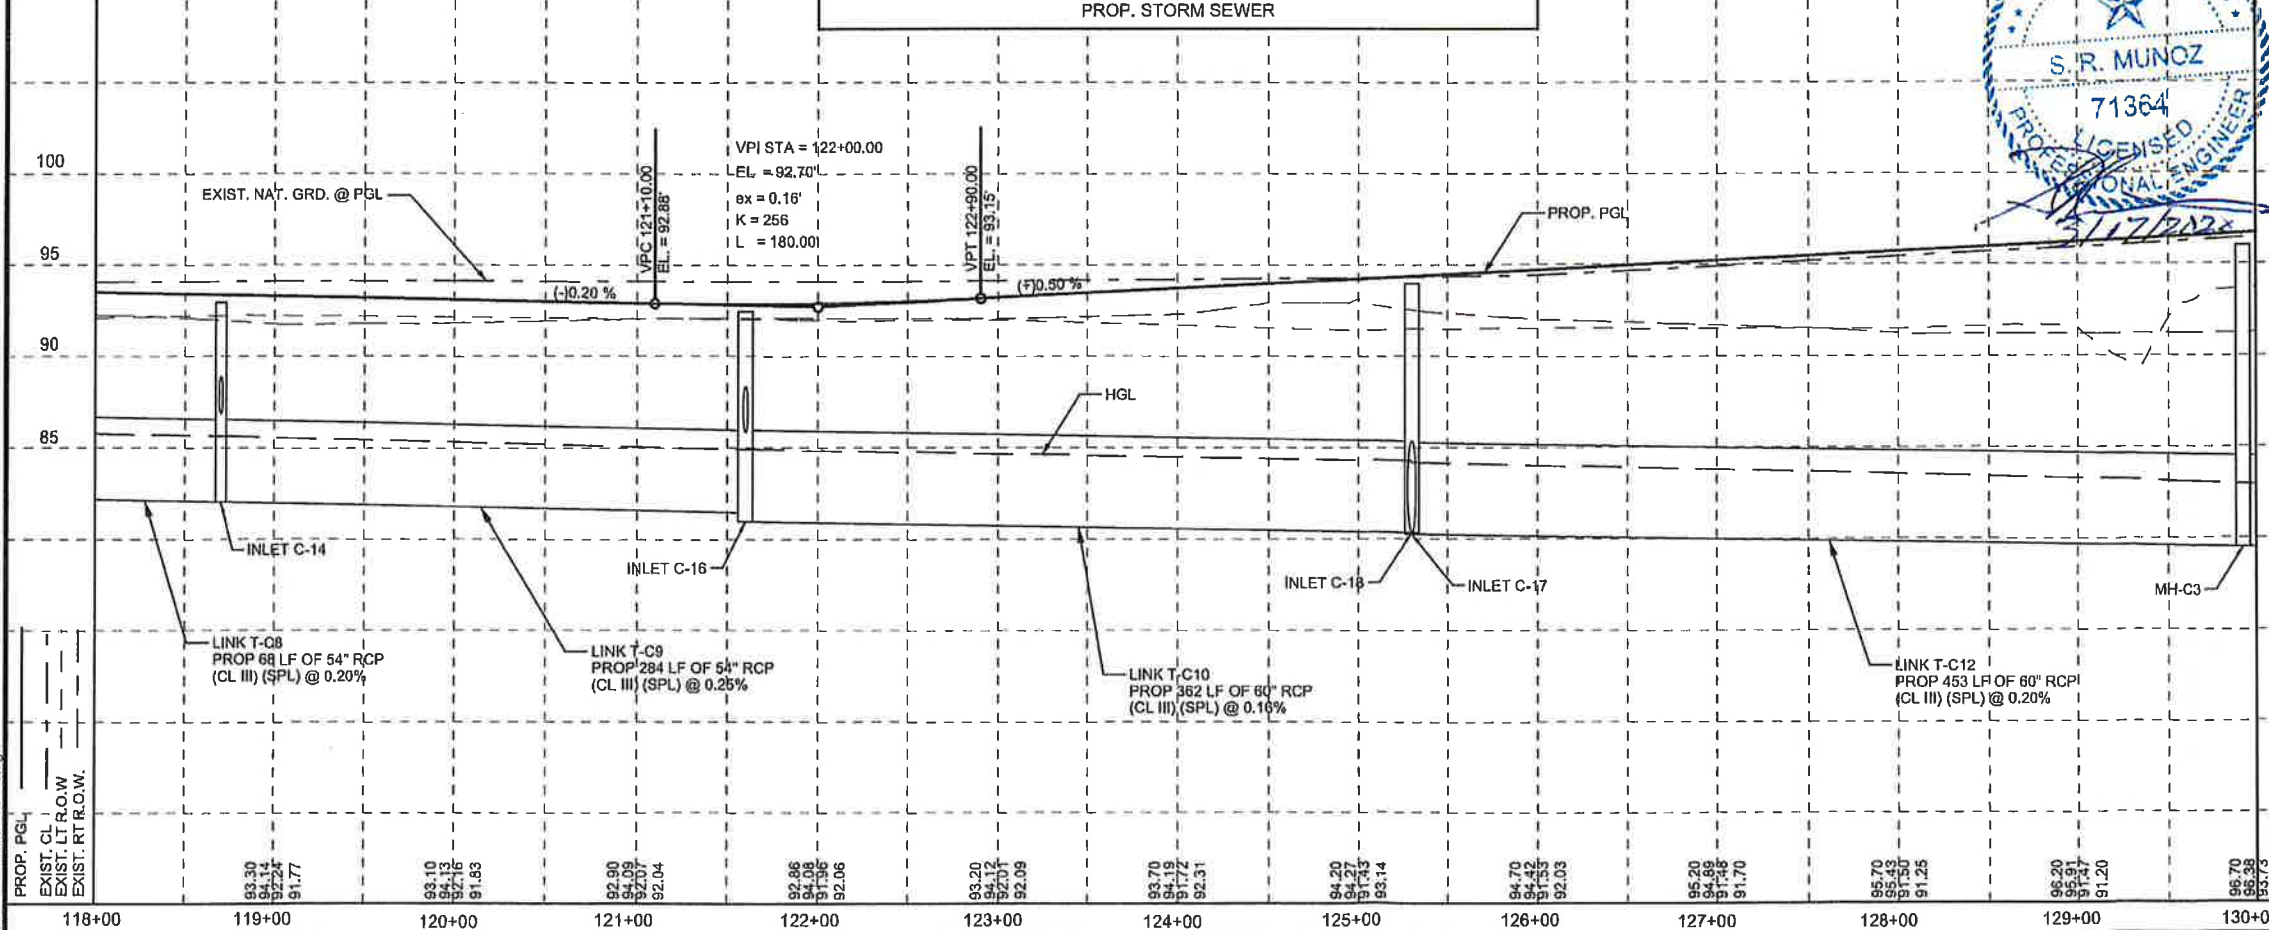 PROP. STORM SEWER
S. R. MUNOZ
71364
LICENSED
PROFESSIONAL ENGINEER
100
95
90
85
EXIST. NAT. GRD. @ PGL
(-)0.20 %
VPC 121+10.00
EL. = 92.88'
VPI STA = 122+00.00
EL. = 92.70'
ex = 0.16'
K = 256
L = 180.00'
VPT 122+90.00
EL. = 93.15'
(+)0.50 %
PROP. PGL
HGL
INLET C-14
INLET C-16
INLET C-18
INLET C-17
MH-C3
LINK T-C8
PROP 68 LF OF 54" RCP
(CL III) (SPL) @ 0.20%
LINK T-C9
PROP 284 LF OF 54" RCP
(CL III) (SPL) @ 0.25%
LINK T-C10
PROP 362 LF OF 60" RCP
(CL III) (SPL) @ 0.16%
LINK T-C12
PROP 453 LF OF 60" RCP
(CL III) (SPL) @ 0.20%
PROP. PGL
EXIST. CL
EXIST. LT R.O.W
EXIST. RT R.O.W.
93.30
94.14
92.24
91.77
93.10
94.13
92.16
91.83
92.90
94.09
92.07
92.04
92.86
94.08
91.96
92.06
93.20
94.12
92.01
92.09
93.70
94.19
91.72
92.31
94.20
94.27
91.43
93.14
94.70
94.42
91.53
92.03
95.20
94.89
91.48
91.70
95.70
95.43
91.50
91.25
96.20
95.91
91.47
91.20
96.70
96.38
93.73
118+00
119+00
120+00
121+00
122+00
123+00
124+00
125+00
126+00
127+00
128+00
129+00
130+0